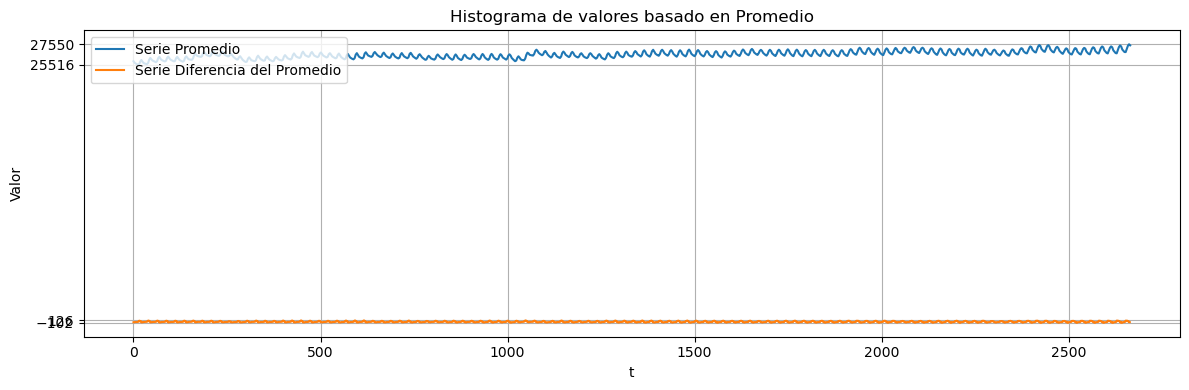 Histograma de valores basado en Promedio
27550
25516
126
Serie Promedio
Serie Diferencia del Promedio
Valor
0
500
1000
1500
2000
2500
t